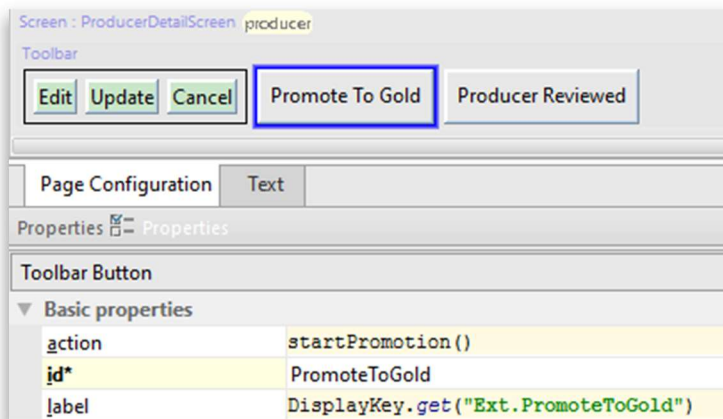 Screen : ProducerDetailScreen producer
Toolbar
Edit Update Cancel Promote To Gold Producer Reviewed
Page Configuration Text
Properties Properties
Toolbar Button
Basic properties
action startPromotion()
id* PromoteToGold
label DisplayKey.get("Ext.PromoteToGold")